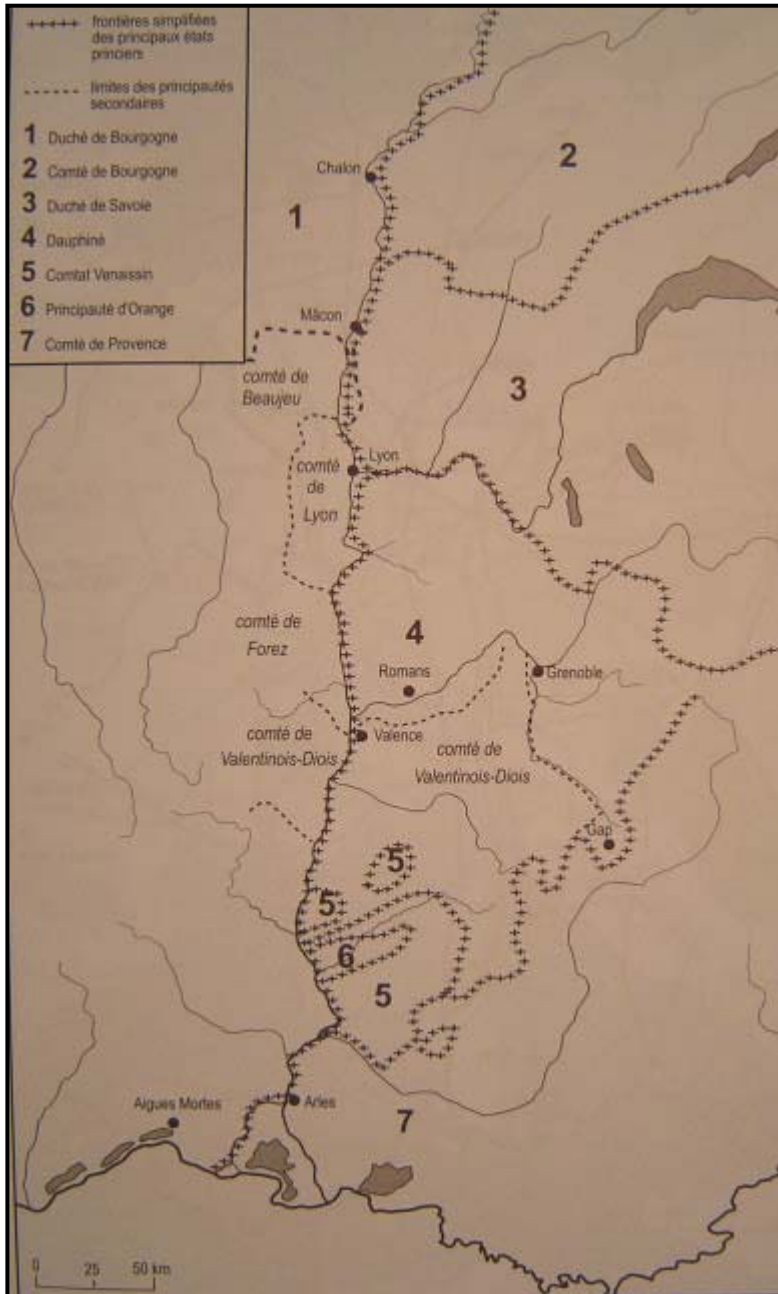 frontières simplifiées
des principaux états
princiers
limites des principautés
secondaires
1 Duché de Bourgogne
2 Comté de Bourgogne
3 Duché de Savoie
4 Dauphiné
5 Comtat Venaissin
6 Principauté d'Orange
7 Comté de Provence
2
Chalon
1
Mâcon
comté de
Beaujeu
3
Lyon
comté
de
Lyon
comté de
Forez
4
Romans
Grenoble
Valence
comté de
Valentinois-Diois
comté de
Valentinois-Diois
Gap
5
5
6
5
Aigues Mortes
Arles
7
0 25 50 km